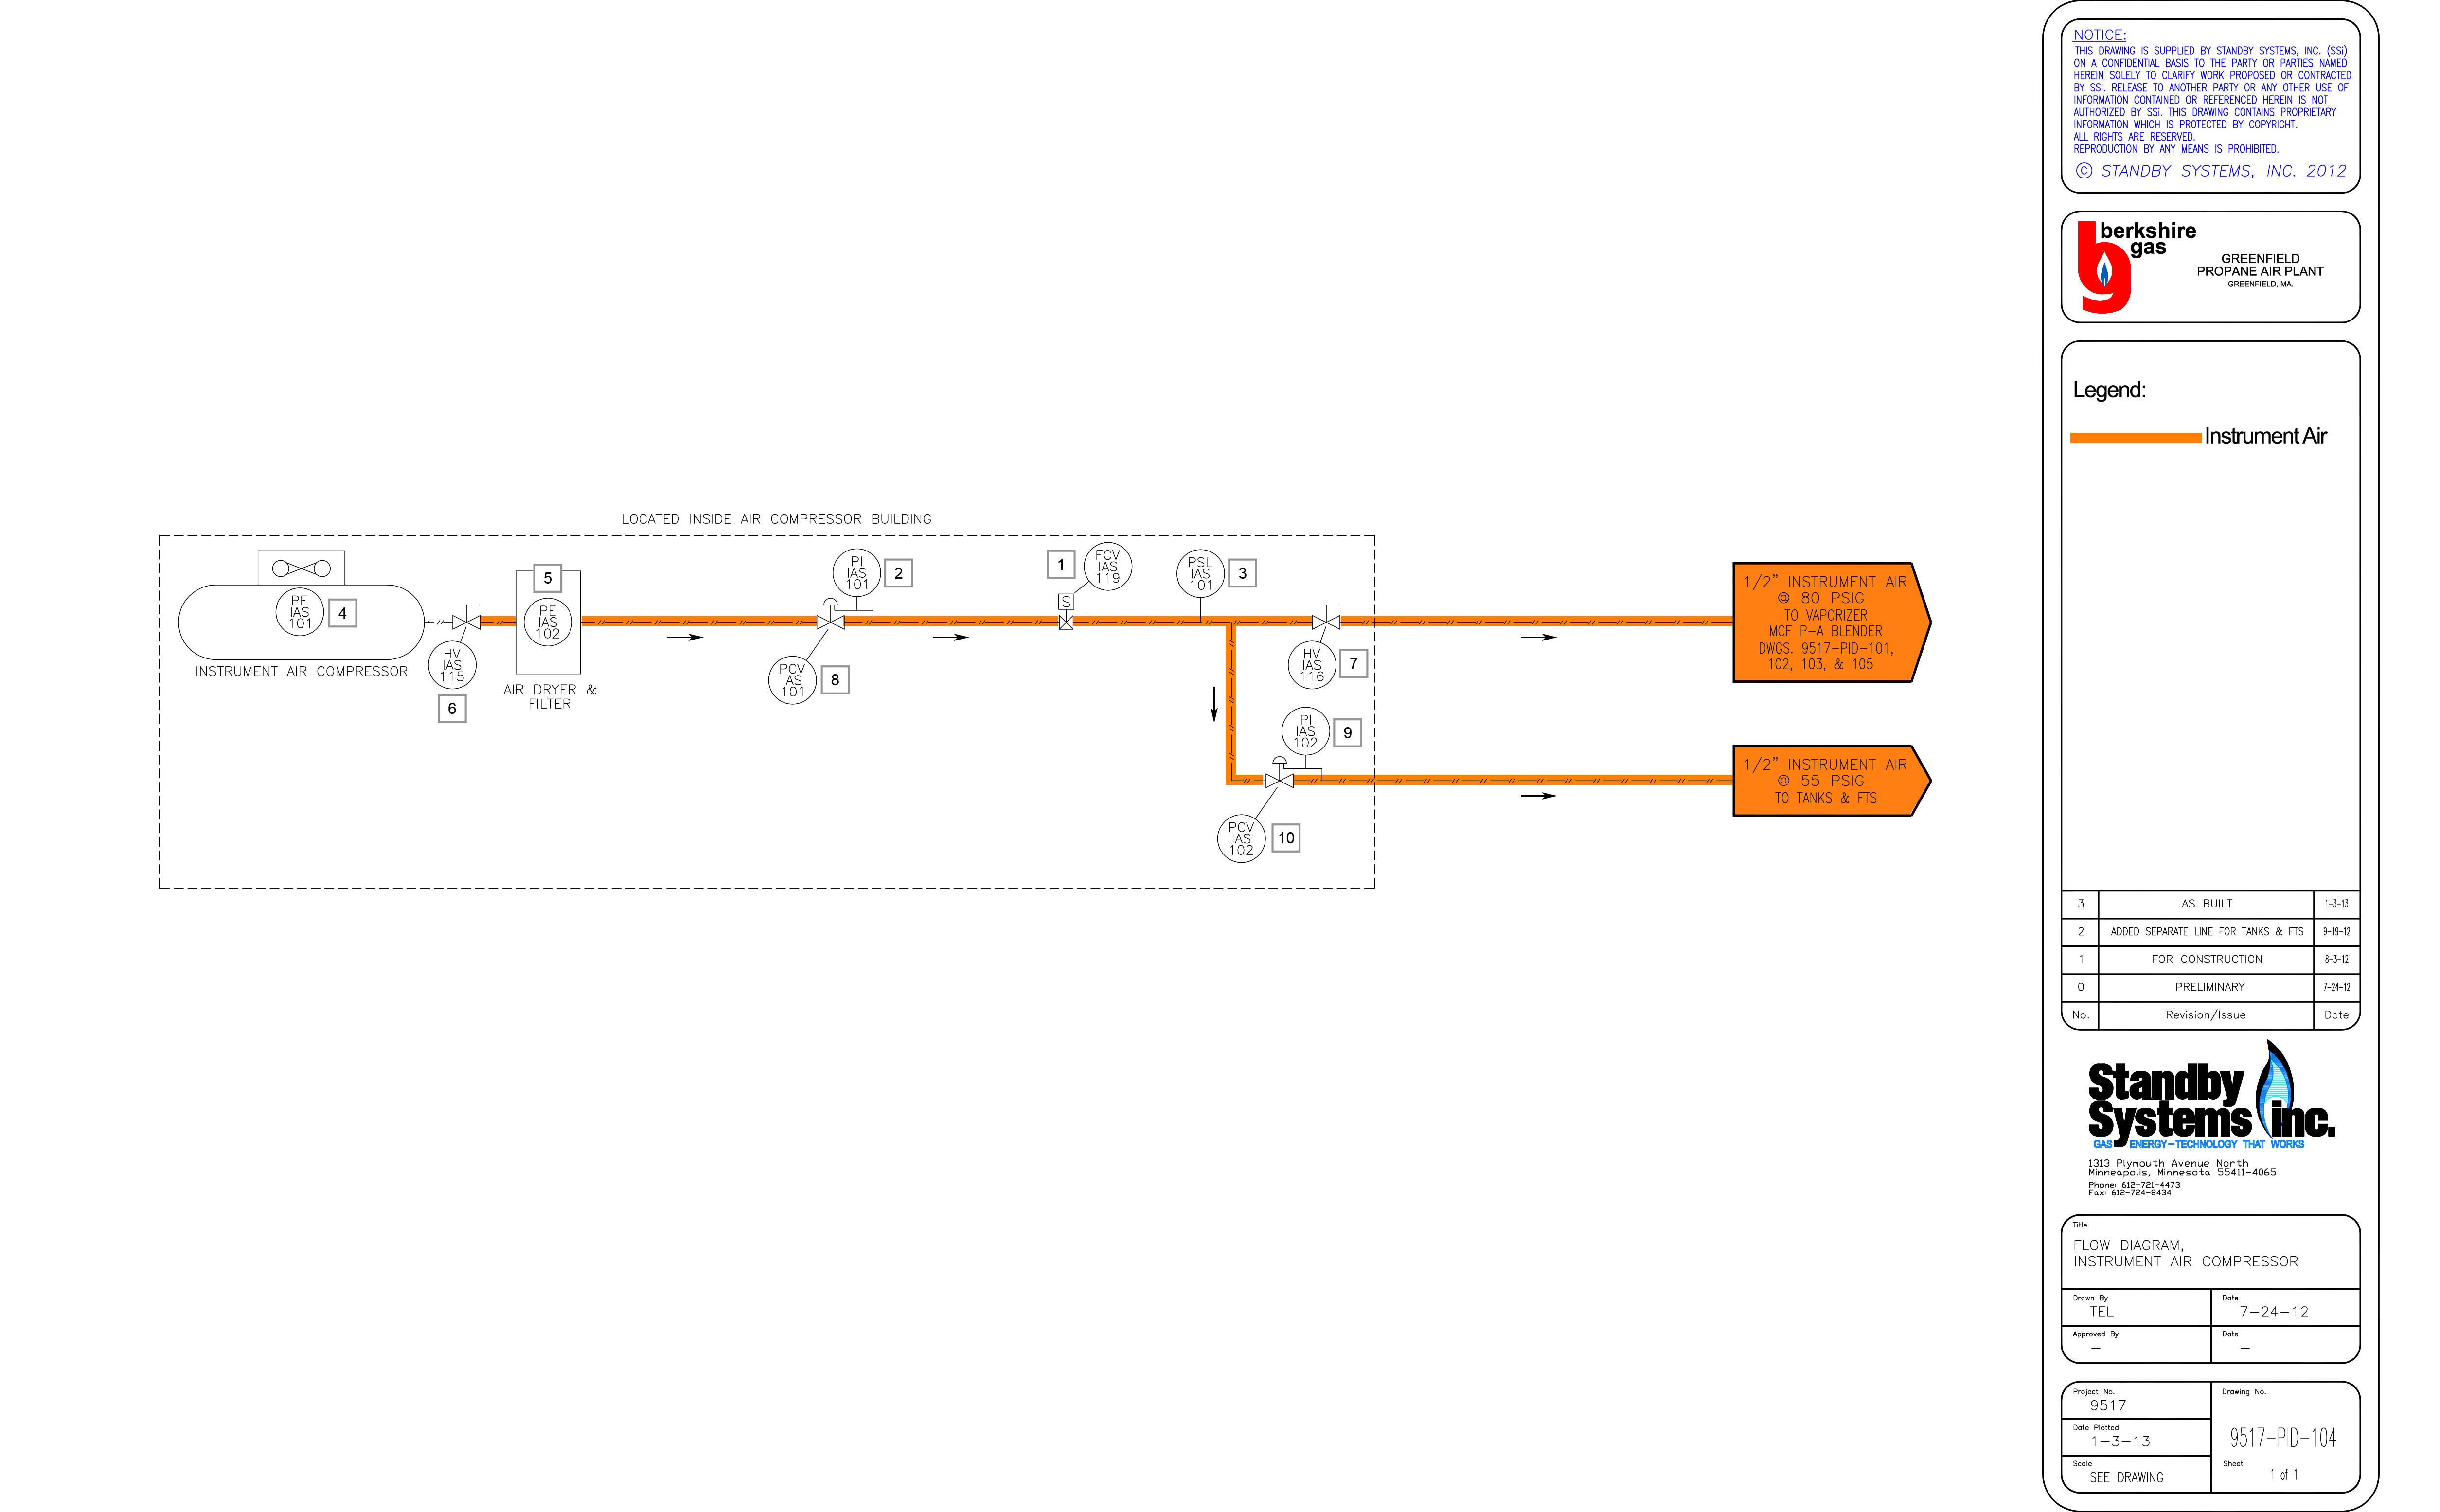 NOTICE:
THIS DRAWING IS SUPPLIED BY STANDBY SYSTEMS, INC. (SSi)
ON A CONFIDENTIAL BASIS TO THE PARTY OR PARTIES NAMED
HEREIN SOLELY TO CLARIFY WORK PROPOSED OR CONTRACTED
BY SSi. RELEASE TO ANOTHER PARTY OR ANY OTHER USE OF
INFORMATION CONTAINED OR REFERENCED HEREIN IS NOT
AUTHORIZED BY SSi. THIS DRAWING CONTAINS PROPRIETARY
INFORMATION WHICH IS PROTECTED BY COPYRIGHT.
ALL RIGHTS ARE RESERVED.
REPRODUCTION BY ANY MEANS IS PROHIBITED.
© STANDBY SYSTEMS, INC. 2012
berkshire
gas
GREENFIELD
PROPANE AIR PLANT
GREENFIELD, MA.
Legend:
Instrument Air
LOCATED INSIDE AIR COMPRESSOR BUILDING
PE
IAS
101
4
INSTRUMENT AIR COMPRESSOR
HV
IAS
115
6
5
PE
IAS
102
AIR DRYER &
FILTER
PI
IAS
101
2
PCV
IAS
101
8
1
FCV
IAS
119
S
PSL
IAS
101
3
HV
IAS
116
7
PI
IAS
102
9
PCV
IAS
102
10
1/2" INSTRUMENT AIR
@ 80 PSIG
TO VAPORIZER
MCF P-A BLENDER
DWGS. 9517-PID-101,
102, 103, & 105
1/2" INSTRUMENT AIR
@ 55 PSIG
TO TANKS & FTS
3 AS BUILT 1-3-13
2 ADDED SEPARATE LINE FOR TANKS & FTS 9-19-12
1 FOR CONSTRUCTION 8-3-12
0 PRELIMINARY 7-24-12
No. Revision/Issue Date
Standby
Systems inc.
GAS ENERGY-TECHNOLOGY THAT WORKS
1313 Plymouth Avenue North
Minneapolis, Minnesota 55411-4065
Phone: 612-721-4473
Fax: 612-724-8434
Title
FLOW DIAGRAM,
INSTRUMENT AIR COMPRESSOR
Drawn By
TEL
Date
7-24-12
Approved By
-
Date
-
Project No.
9517
Date Plotted
1-3-13
Scale
SEE DRAWING
Drawing No.
9517-PID-104
Sheet
1 of 1